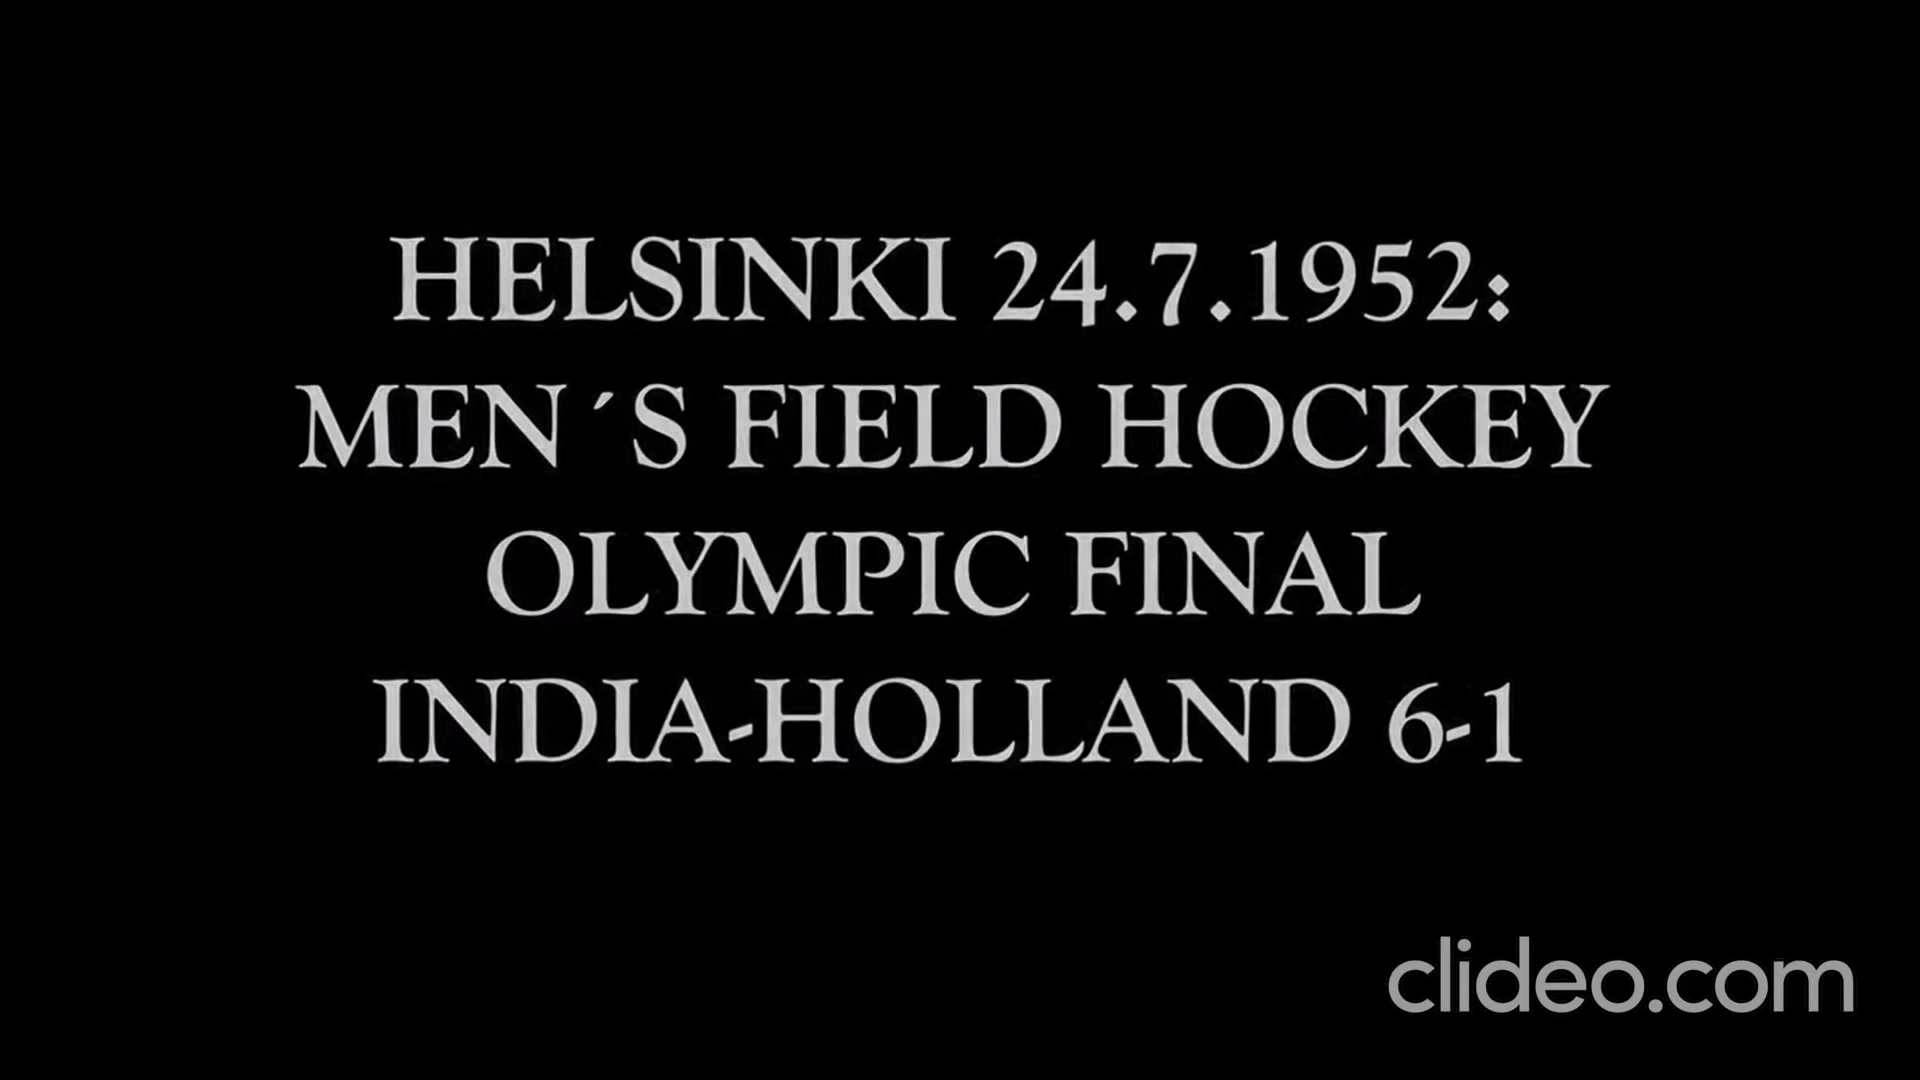 HELSINKI 24.7.1952:
MEN´S FIELD HOCKEY
OLYMPIC FINAL
INDIA-HOLLAND 6-1
clideo.com